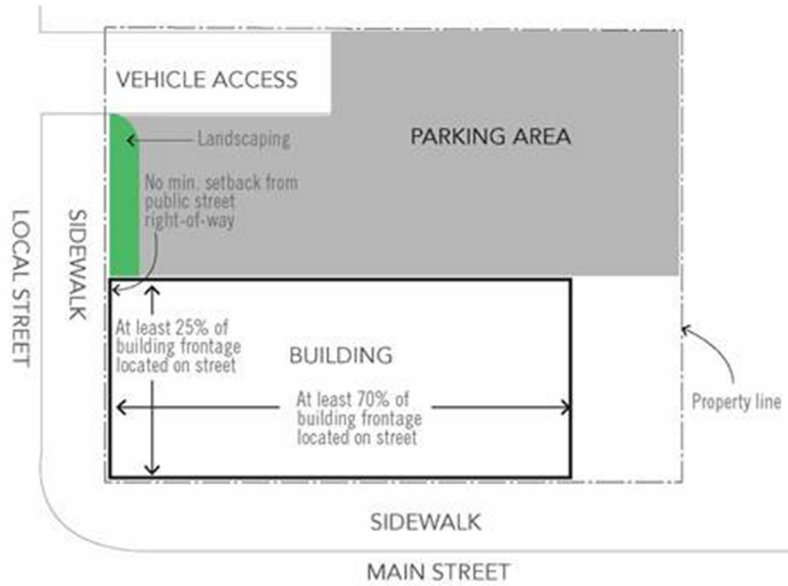 VEHICLE ACCESS
Landscaping
PARKING AREA
No min. setback from
public street
right-of-way
LOCAL STREET
SIDEWALK
At least 25% of
building frontage
located on street
BUILDING
At least 70% of
building frontage
located on street
Property line
SIDEWALK
MAIN STREET